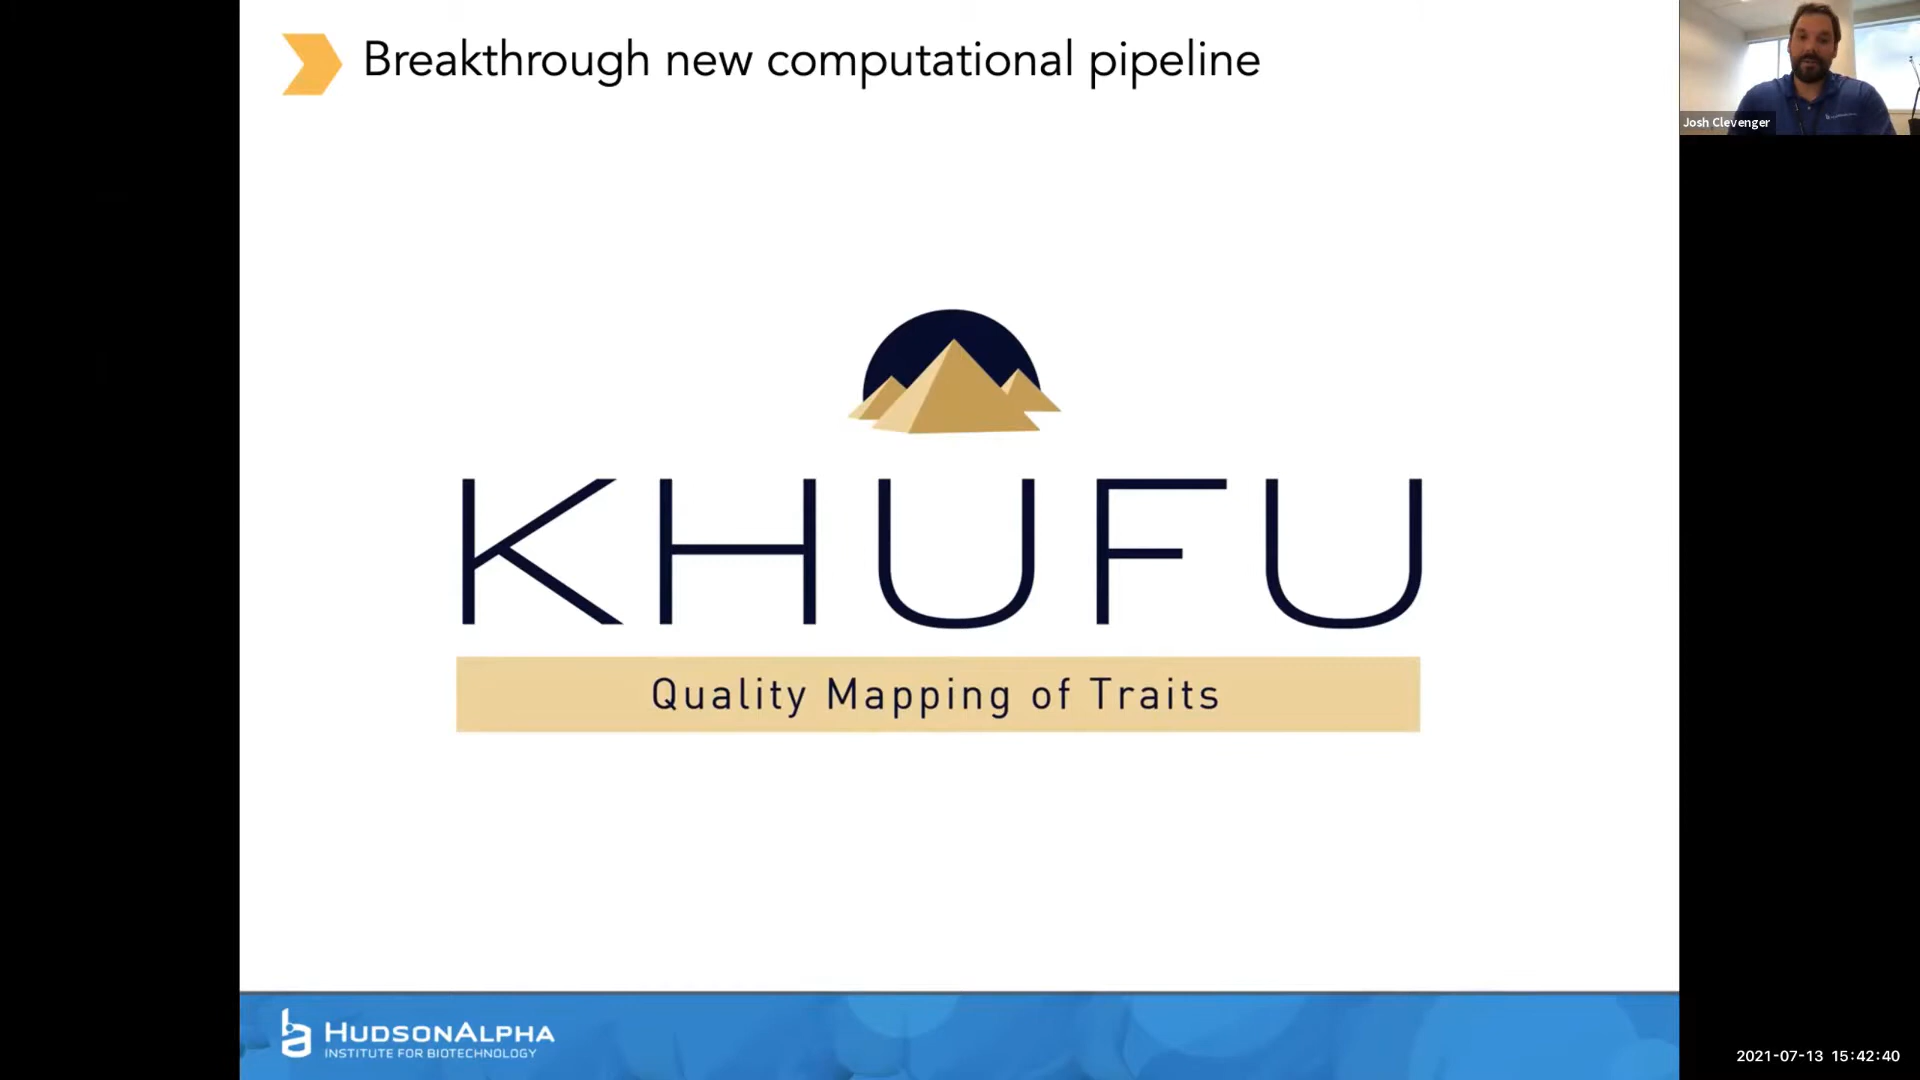 Breakthrough new computational pipeline
Josh Clevenger
KHUFU
Quality Mapping of Traits
HUDSONALPHA
INSTITUTE FOR BIOTECHNOLOGY
2021-07-13 15:42:40